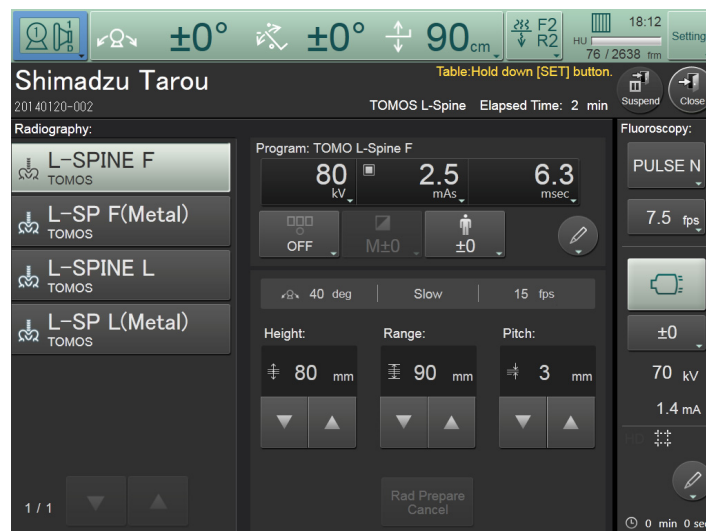 ±0° ±0° 90cm F2 R2 HU 76 / 2638 frm 18:12 Setting
Table:Hold down [SET] button.
Shimadzu Tarou
20140120-002
TOMOS L-Spine Elapsed Time: 2 min
Suspend Close
Radiography:
L-SPINE F
TOMOS
L-SP F(Metal)
TOMOS
L-SPINE L
TOMOS
L-SP L(Metal)
TOMOS
1 / 1
Program: TOMO L-Spine F
80 2.5 6.3
kV mAs msec
OFF M±0 ±0
40 deg Slow 15 fps
Height: Range: Pitch:
80 mm 90 mm 3 mm
Rad Prepare
Cancel
Fluoroscopy:
PULSE N
7.5 fps
±0
70 kV
1.4 mA
HD
0 min 0 sec